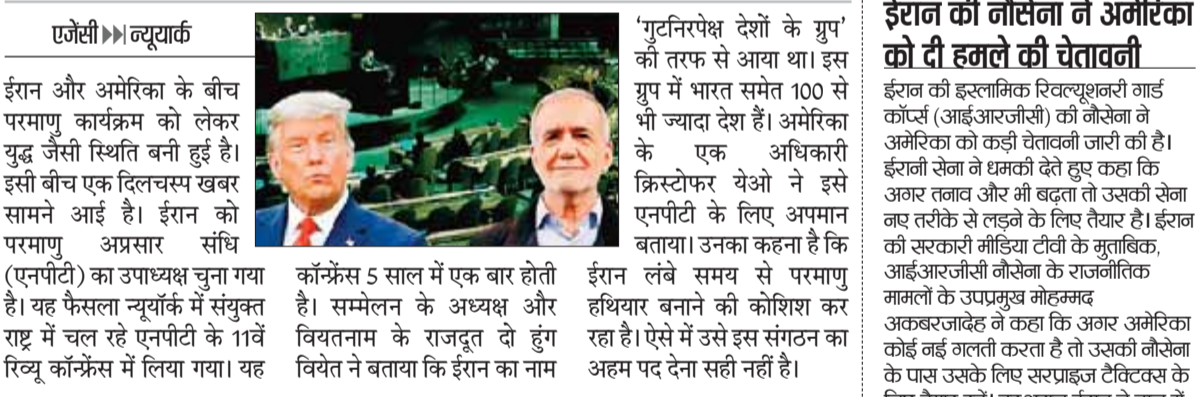 एजेंसी ▶▶ न्यूयार्क
ईरान और अमेरिका के बीच
परमाणु कार्यक्रम को लेकर
युद्ध जैसी स्थिति बनी हुई है।
इसी बीच एक दिलचस्प खबर
सामने आई है। ईरान को
परमाणु अप्रसार संधि
(एनपीटी) का उपाध्यक्ष चुना गया
है। यह फैसला न्यूयॉर्क में संयुक्त
राष्ट्र में चल रहे एनपीटी के 11वें
रिव्यू कॉन्फ्रेंस में लिया गया। यह
कॉन्फ्रेंस 5 साल में एक बार होती
है। सम्मेलन के अध्यक्ष और
वियतनाम के राजदूत दो हुंग
वियेत ने बताया कि ईरान का नाम
'गुटनिरपेक्ष देशों के ग्रुप'
की तरफ से आया था। इस
ग्रुप में भारत समेत 100 से
भी ज्यादा देश हैं। अमेरिका
के एक अधिकारी
क्रिस्टोफर येओ ने इसे
एनपीटी के लिए अपमान
बताया। उनका कहना है कि
ईरान लंबे समय से परमाणु
हथियार बनाने की कोशिश कर
रहा है। ऐसे में उसे इस संगठन का
अहम पद देना सही नहीं है।
ईरान की नौसेना ने अमेरिका
को दी हमले की चेतावनी
ईरान की इस्लामिक रिवल्यूशनरी गार्ड
कॉर्प्स (आईआरजीसी) की नौसेना ने
अमेरिका को कड़ी चेतावनी जारी की है।
ईरानी सेना ने धमकी देते हुए कहा कि
अगर तनाव और भी बढ़ता तो उसकी सेना
नए तरीके से लड़ने के लिए तैयार है। ईरान
की सरकारी मीडिया टीवी के मुताबिक,
आईआरजीसी नौसेना के राजनीतिक
मामलों के उपप्रमुख मोहम्मद
अकबरजादेह ने कहा कि अगर अमेरिका
कोई नई गलती करता है तो उसकी नौसेना
के पास उसके लिए सरप्राइज टैक्टिक्स के